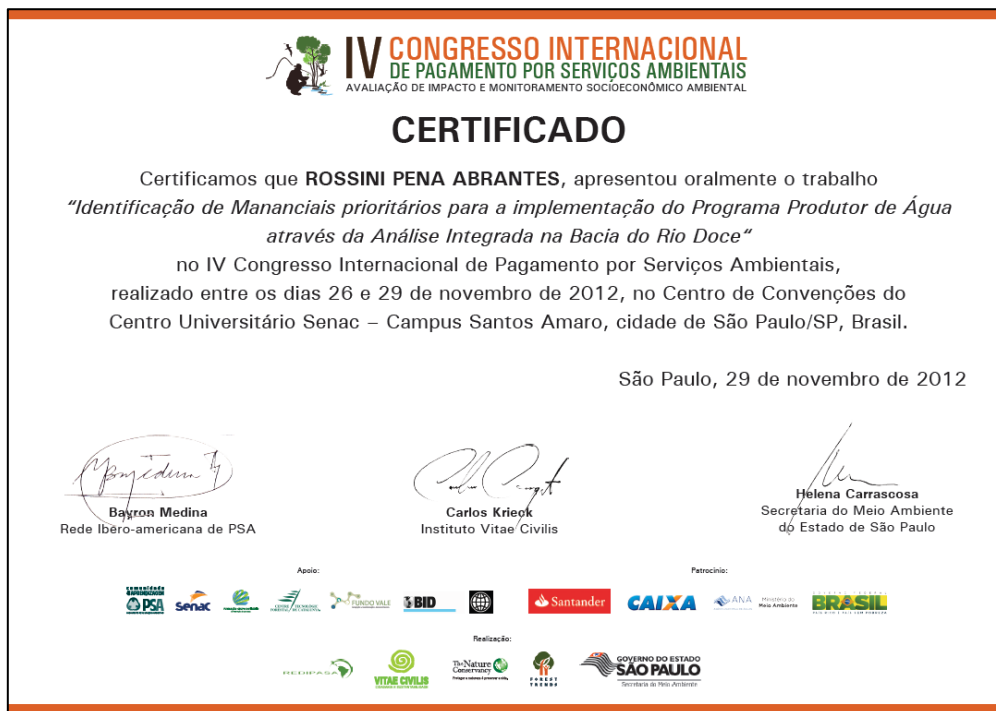 IV CONGRESSO INTERNACIONAL
DE PAGAMENTO POR SERVIÇOS AMBIENTAIS
AVALIAÇÃO DE IMPACTO E MONITORAMENTO SOCIOECONÔMICO AMBIENTAL
CERTIFICADO
Certificamos que ROSSINI PENA ABRANTES, apresentou oralmente o trabalho
"Identificação de Mananciais prioritários para a implementação do Programa Produtor de Água
através da Análise Integrada na Bacia do Rio Doce"
no IV Congresso Internacional de Pagamento por Serviços Ambientais,
realizado entre os dias 26 e 29 de novembro de 2012, no Centro de Convenções do
Centro Universitário Senac – Campus Santos Amaro, cidade de São Paulo/SP, Brasil.
São Paulo, 29 de novembro de 2012
Bayron Medina
Rede Ibero-americana de PSA
Carlos Krieck
Instituto Vitae Civilis
Helena Carrascosa
Secretaria do Meio Ambiente
do Estado de São Paulo
Apoio:
Patrocínio:
PSA
senac
FUNDO VALE
BID
Santander
CAIXA
ANA
Ministério do
Meio Ambiente
BRASIL
Realização:
REDIPASA
VITAE CIVILIS
The Nature
Conservancy
FOREST
TRENDS
GOVERNO DO ESTADO
SÃO PAULO
Secretaria do Meio Ambiente